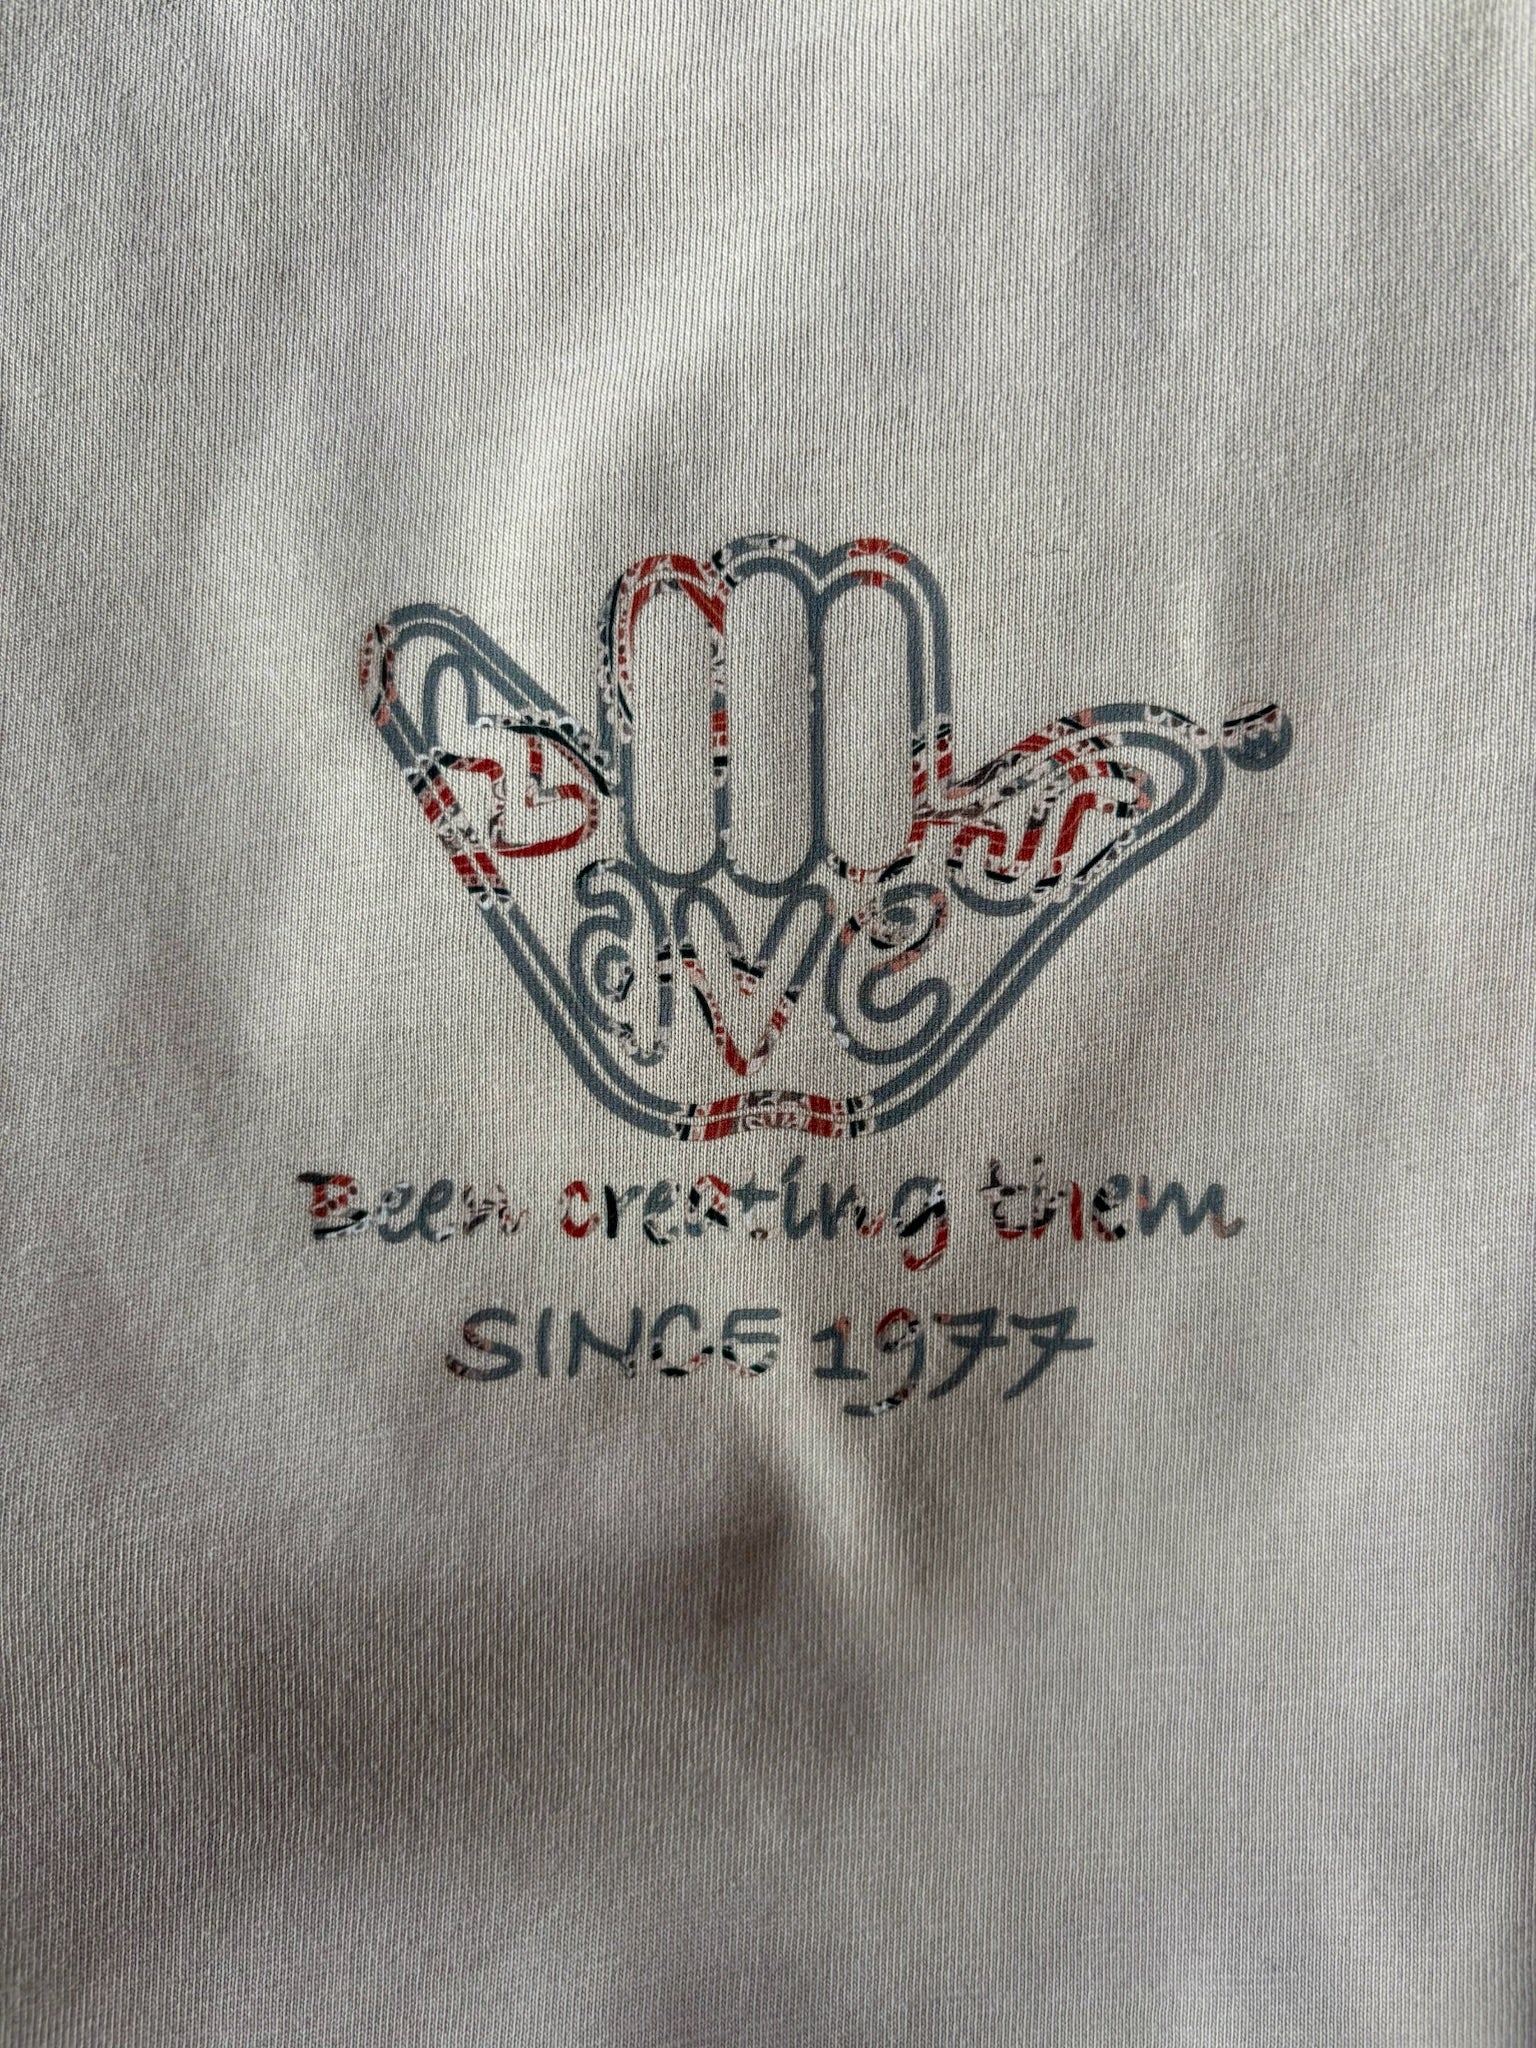 Been creating them
SINCE 1977